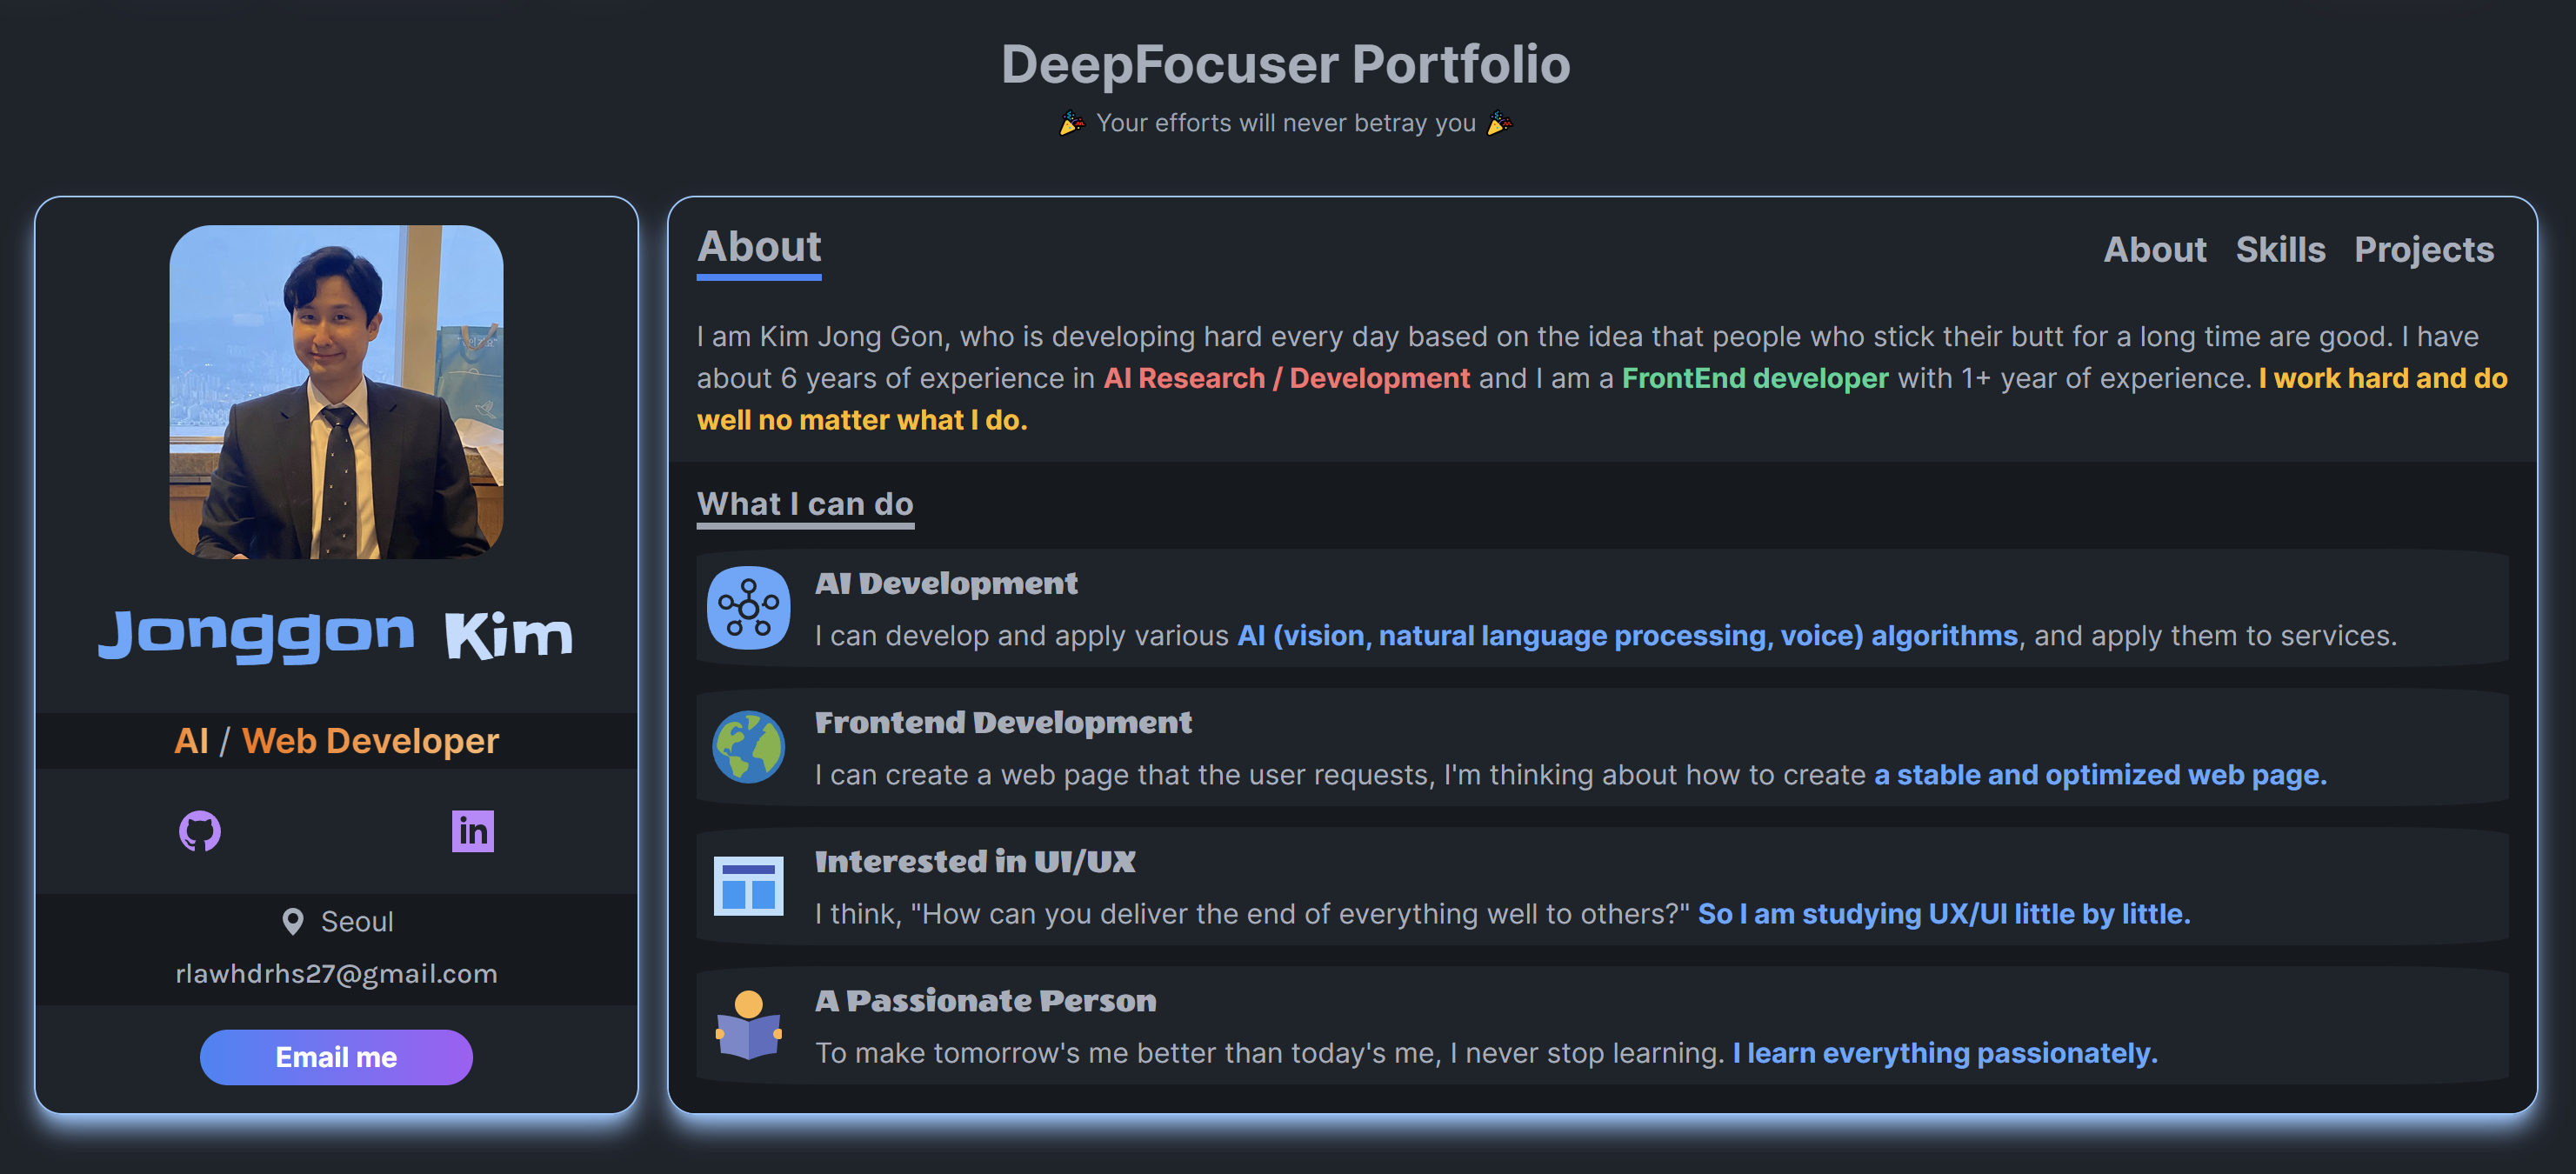 DeepFocuser Portfolio
🎉 Your efforts will never betray you 🎉
Jonggon Kim
AI / Web Developer
in
Seoul
rlawhdrhs27@gmail.com
Email me
About
About Skills Projects
I am Kim Jong Gon, who is developing hard every day based on the idea that people who stick their butt for a long time are good. I have
about 6 years of experience in AI Research / Development and I am a FrontEnd developer with 1+ year of experience. I work hard and do
well no matter what I do.
What I can do
AI Development
I can develop and apply various AI (vision, natural language processing, voice) algorithms, and apply them to services.
Frontend Development
I can create a web page that the user requests, I'm thinking about how to create a stable and optimized web page.
Interested in UI/UX
I think, "How can you deliver the end of everything well to others?" So I am studying UX/UI little by little.
A Passionate Person
To make tomorrow's me better than today's me, I never stop learning. I learn everything passionately.